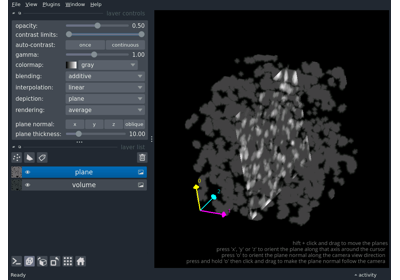 File View Plugins Window Help
layer controls
opacity: 0.50
contrast limits:
auto-contrast: once continuous
gamma: 1.00
colormap: gray
blending: additive
interpolation: linear
depiction: plane
rendering: average
plane normal: x y z oblique
plane thickness: 10.00
layer list
plane
volume
shift + click and drag to move the planes
press 'x', 'y' or 'z' to orient the plane along that axis around the cursor
press 'o' to orient the plane normal along the camera view direction
press and hold 'o' then click and drag to make the plane normal follow the camera
Ready
activity